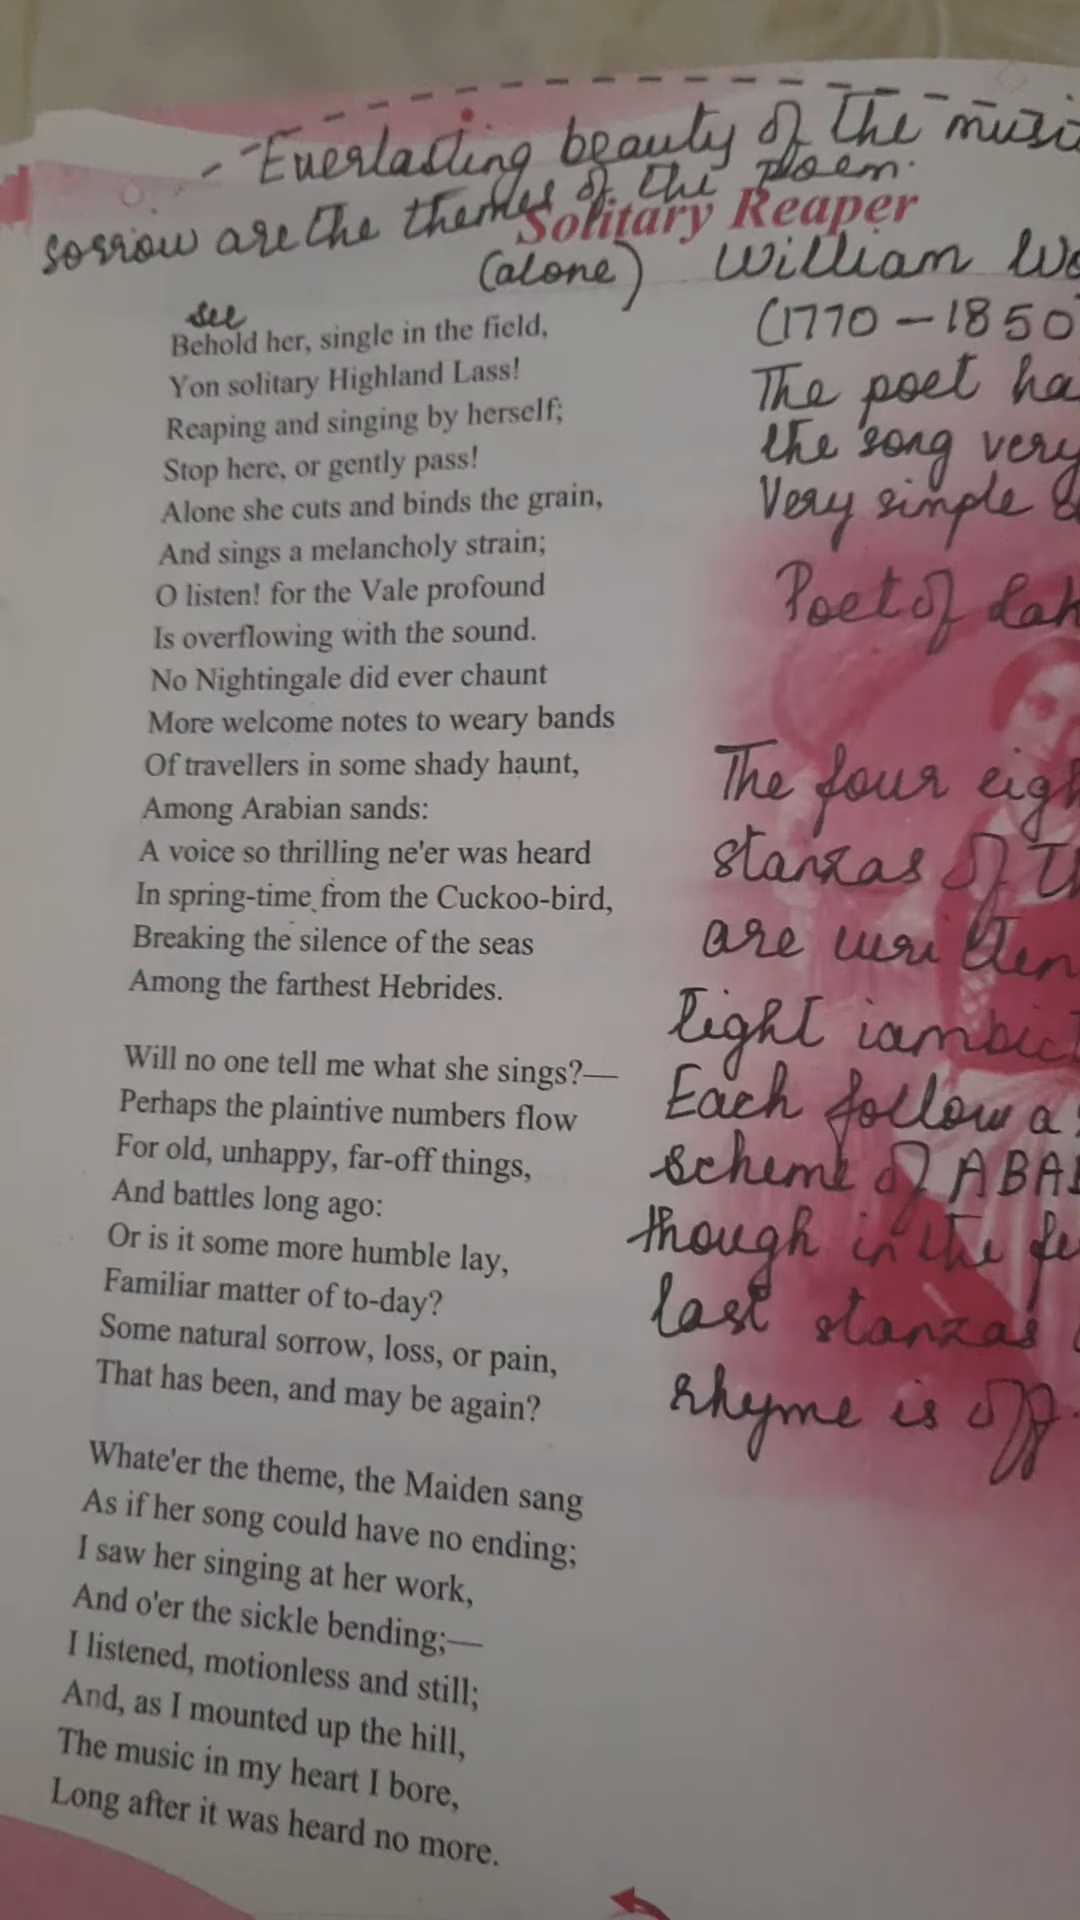 Everlasting beauty of the music
sorrow are the themes of the poem.
Solitary Reaper
(alone) William
(1770-1850
The poet
the song very
Very simple
Poet of
The four
stanzas of
are written
light iambic
Each follow a
scheme of
though in the
last stanzas
rhyme is off.
see
Behold her, single in the field,
Yon solitary Highland Lass!
Reaping and singing by herself;
Stop here, or gently pass!
Alone she cuts and binds the grain,
And sings a melancholy strain;
O listen! for the Vale profound
Is overflowing with the sound.
No Nightingale did ever chaunt
More welcome notes to weary bands
Of travellers in some shady haunt,
Among Arabian sands:
A voice so thrilling ne'er was heard
In spring-time from the Cuckoo-bird,
Breaking the silence of the seas
Among the farthest Hebrides.
Will no one tell me what she sings?—
Perhaps the plaintive numbers flow
For old, unhappy, far-off things,
And battles long ago:
Or is it some more humble lay,
Familiar matter of to-day?
Some natural sorrow, loss, or pain,
That has been, and may be again?
Whate'er the theme, the Maiden sang
As if her song could have no ending;
I saw her singing at her work,
And o'er the sickle bending;—
I listened, motionless and still;
And, as I mounted up the hill,
The music in my heart I bore,
Long after it was heard no more.